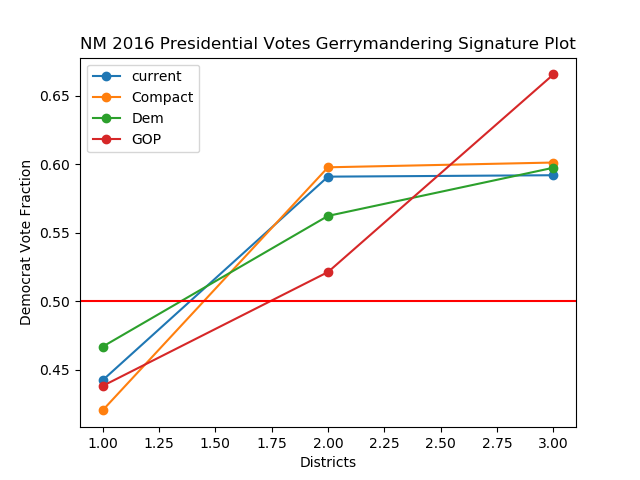 NM 2016 Presidential Votes Gerrymandering Signature Plot
current
Compact
Dem
GOP
0.65
0.60
0.55
0.50
0.45
Democrat Vote Fraction
1.00 1.25 1.50 1.75 2.00 2.25 2.50 2.75 3.00
Districts